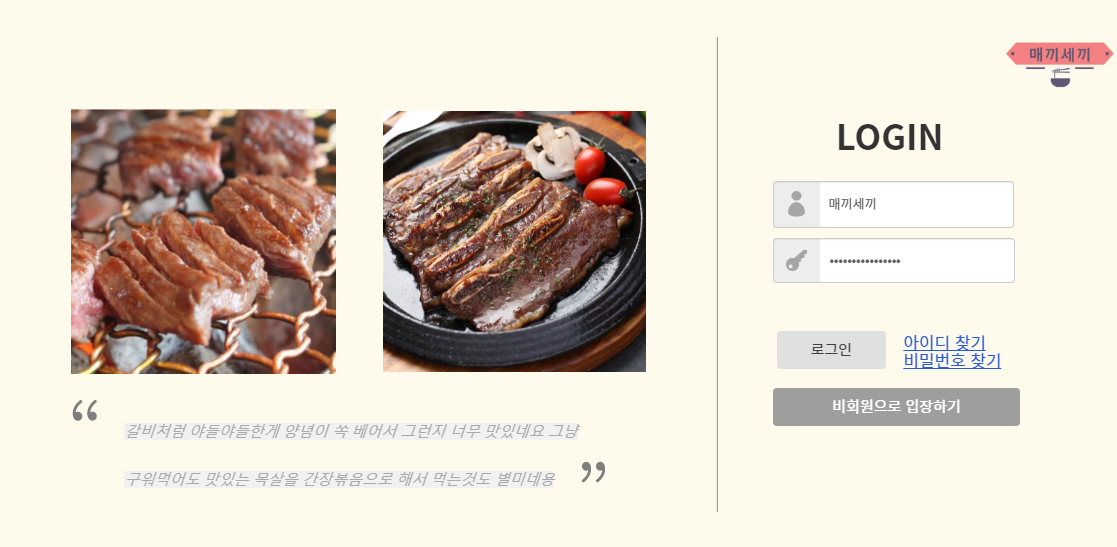 매끼세끼
LOGIN
매끼세끼
••••••••••••••••
로그인
아이디 찾기
비밀번호 찾기
비회원으로 입장하기
“ 갈비처럼 야들야들한게 양념이 쏙 베어서 그런지 너무 맛있네요 그냥
구워먹어도 맛있는 목살을 간장볶음으로 해서 먹는것도 별미네용 ”